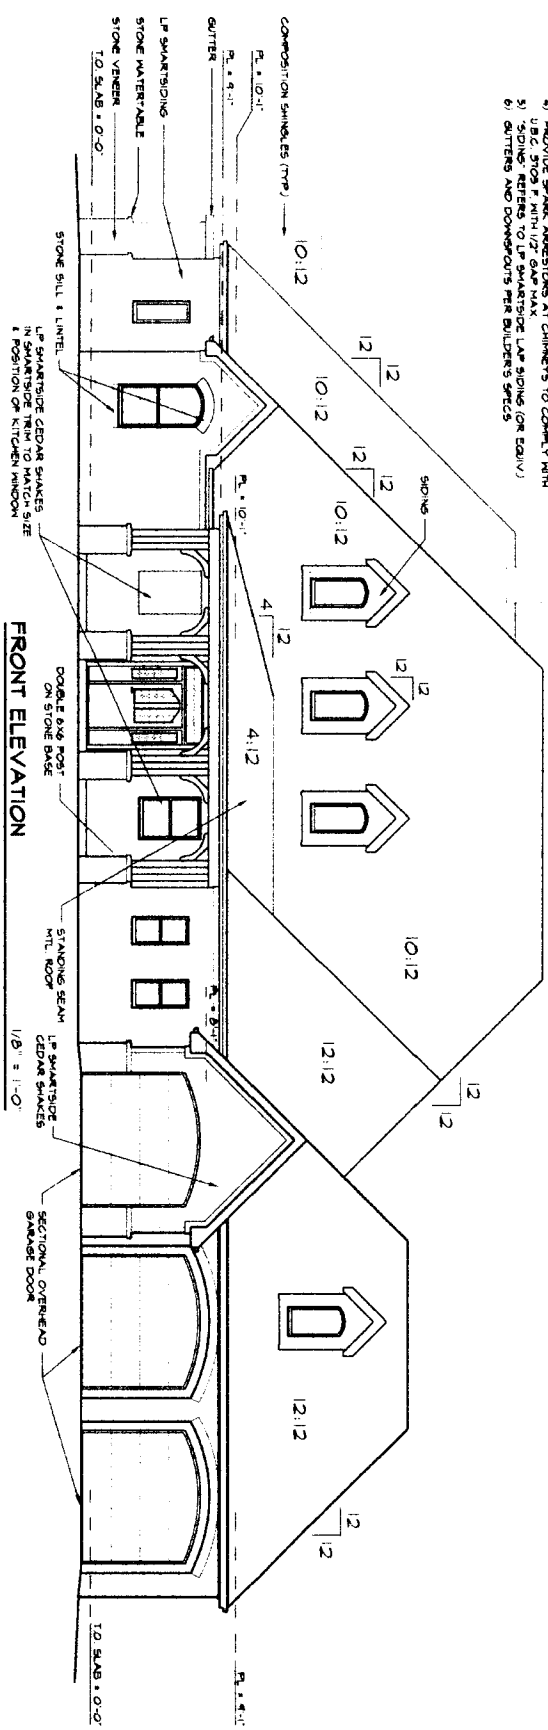 4) PROVIDE SPARK ARRESTORS AT CHIMNEYS TO COMPLY WITH
U.B.C. 3705 F. WITH 1/2" GAP MAX
5) "SIDING" REFERS TO LP SMARTSIDE LAP SIDING (OR EQUIV.)
6) GUTTERS AND DOWNSPOUTS PER BUILDER'S SPECS
COMPOSITION SHINGLES (TYP.)
PL = 10'-1"
PL = 9'-1"
GUTTER
LP SMARTSIDING
STONE WATERTABLE
STONE VENEER
T.O. SLAB = 0'-0"
10:12
12
12
10:12
12
12
10:12
SIDING
12
12
PL = 10'-1"
4
12
4:12
10:12
12
12
12:12
PL = 8'-1"
12:12
12
12
PL = 9'-1"
T.O. SLAB = 0'-0"
STONE SILL & LINTEL
LP SMARTSIDE CEDAR SHAKES
IN SMARTSIDE TRIM TO MATCH SIZE
& POSITION OF KITCHEN WINDOW
DOUBLE 6X6 POST
ON STONE BASE
STANDING SEAM
MTL. ROOF
LP SMARTSIDE
CEDAR SHAKES
SECTIONAL OVERHEAD
GARAGE DOOR
FRONT ELEVATION
1/8" = 1'-0"